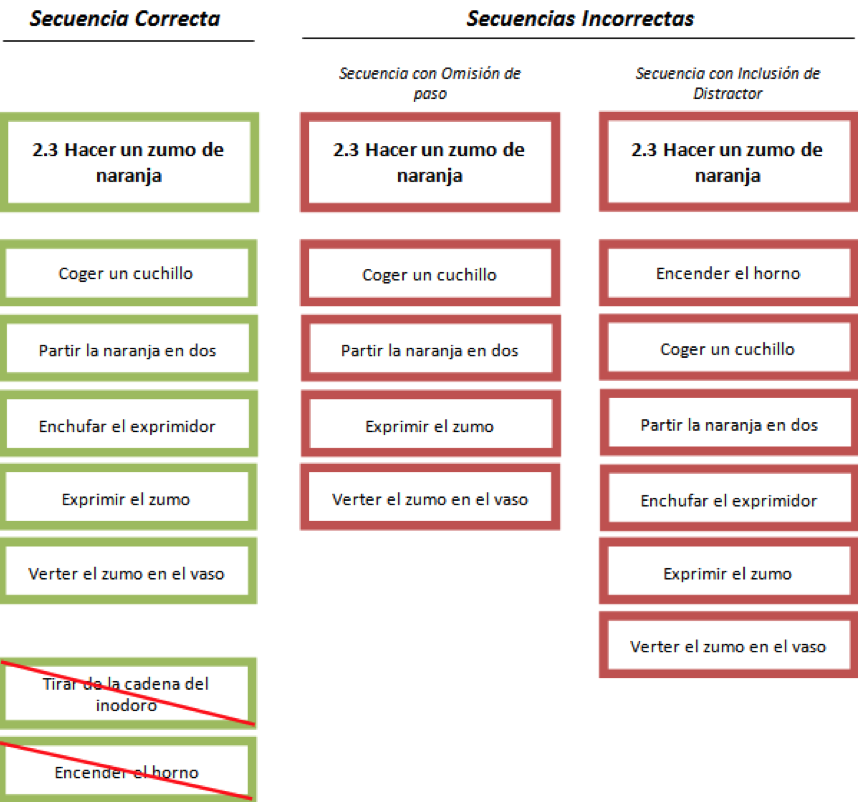 Secuencia Correcta
Secuencias Incorrectas
Secuencia con Omisión de
paso
Secuencia con Inclusión de
Distractor
2.3 Hacer un zumo de
naranja
2.3 Hacer un zumo de
naranja
2.3 Hacer un zumo de
naranja
Coger un cuchillo
Partir la naranja en dos
Enchufar el exprimidor
Exprimir el zumo
Verter el zumo en el vaso
Tirar de la cadena del
inodoro
Encender el horno
Coger un cuchillo
Partir la naranja en dos
Exprimir el zumo
Verter el zumo en el vaso
Encender el horno
Coger un cuchillo
Partir la naranja en dos
Enchufar el exprimidor
Exprimir el zumo
Verter el zumo en el vaso